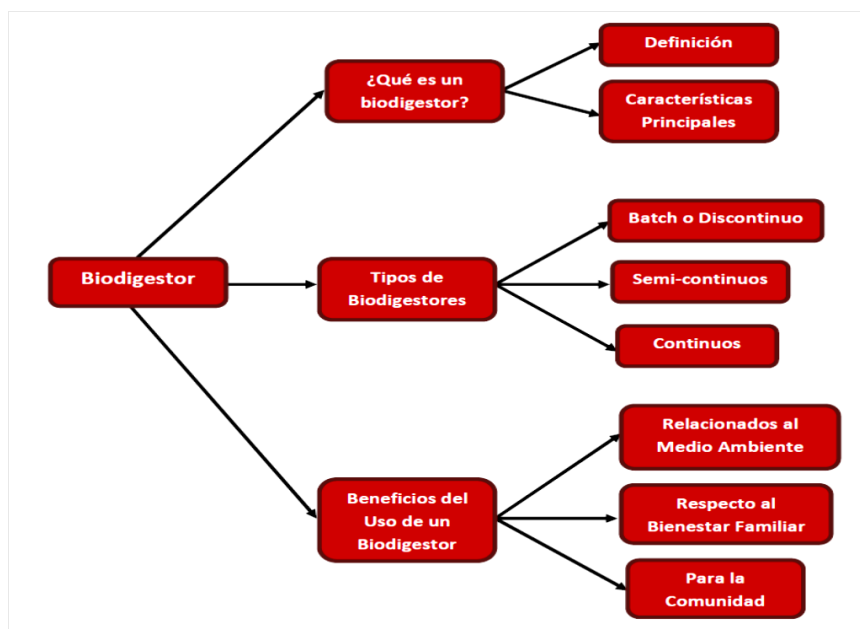 ¿Qué es un
biodigestor?
Definición
Carácterísticas
Principales
Biodigestor
Tipos de
Biodigestores
Batch o Discontinuo
Semi-continuos
Continuos
Beneficios del
Uso de un
Biodigestor
Relacionados al
Medio Ambiente
Respecto al
Bienestar Familiar
Para la
Comunidad